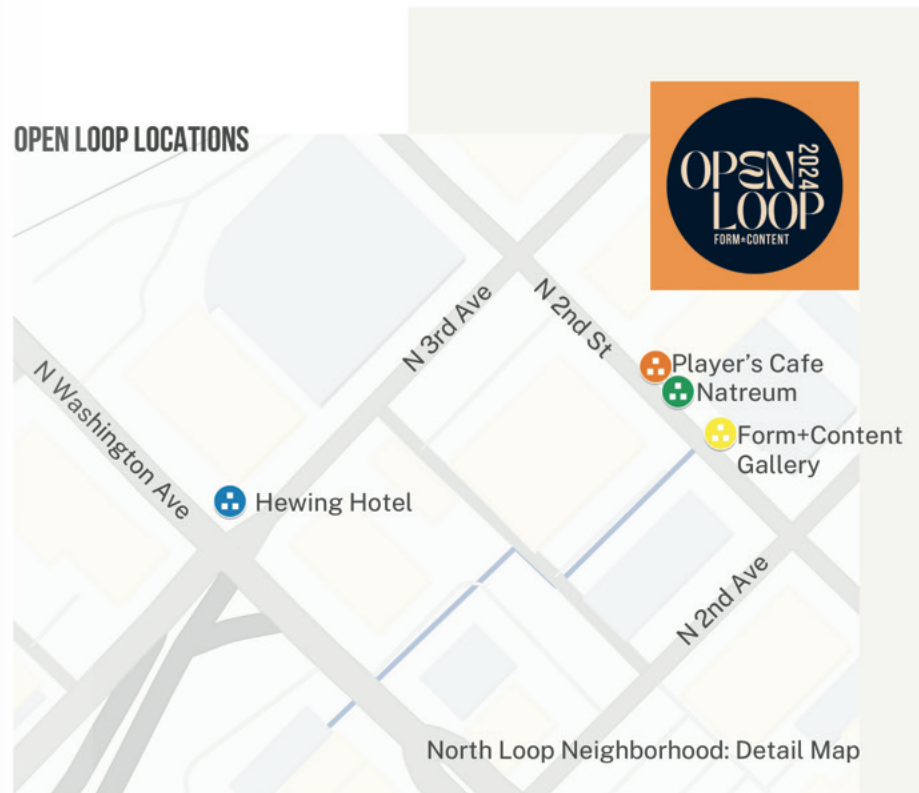 OPEN LOOP LOCATIONS
OPEN
2024
LOOP
FORM+CONTENT
N 3rd Ave
N 2nd St
Player's Cafe
Natreum
Form+Content
Gallery
N Washington Ave
Hewing Hotel
N 2nd Ave
North Loop Neighborhood: Detail Map